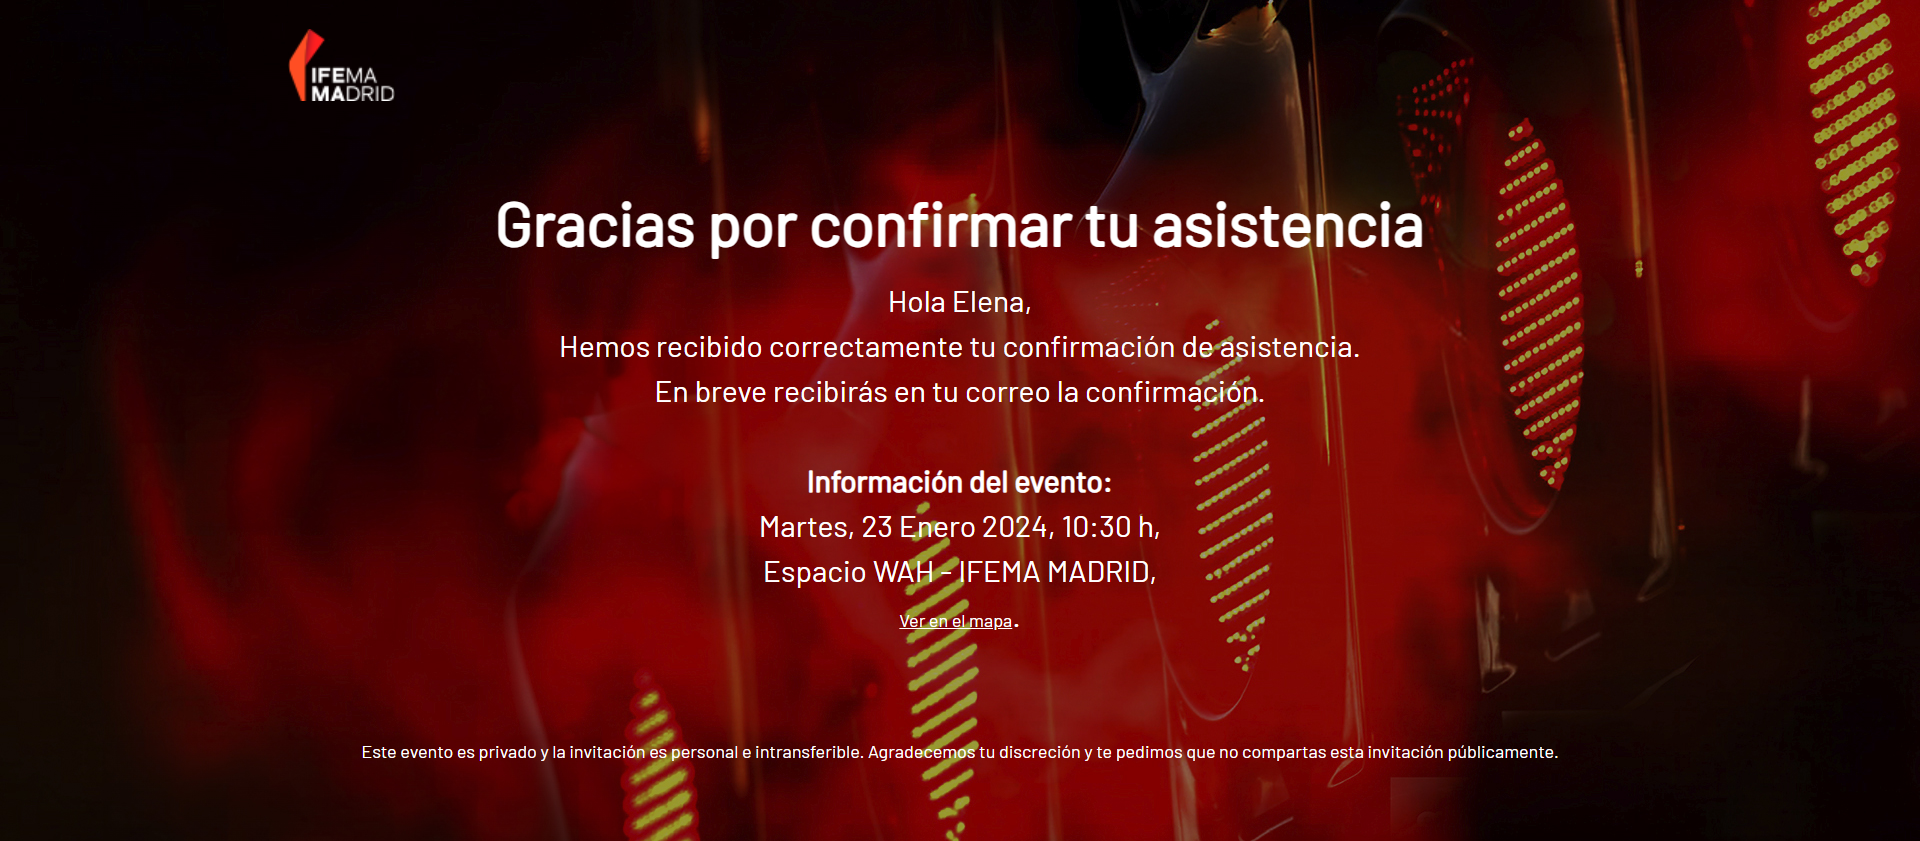 IFEMA
MADRID
Gracias por confirmar tu asistencia
Hola Elena,
Hemos recibido correctamente tu confirmación de asistencia.
En breve recibirás en tu correo la confirmación.
Información del evento:
Martes, 23 Enero 2024, 10:30 h,
Espacio WAH - IFEMA MADRID,
Ver en el mapa.
Este evento es privado y la invitación es personal e intransferible. Agradecemos tu discreción y te pedimos que no compartas esta invitación públicamente.